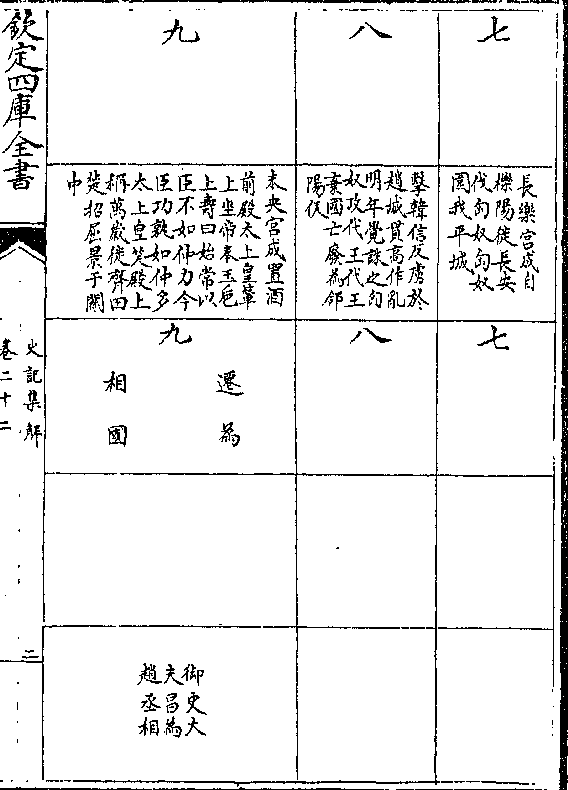 七
長樂宮成自
櫟陽徙長安
伐匈奴匈奴
圍我平城
七
八
擊韓信反虜於
趙城貫高作亂
明年覺誅之匈
奴攻代王代王
棄國亡廢為郃
陽侯
八
九
未央宮成置酒
前殿太上皇輦
上坐帝奉玉巵
上壽曰始常以
臣不如仲力今
臣功孰如仲多
太上皇笑殿上
稱萬歲徙齊田
楚招屈景于關
中
九
遷為
相國
御史大
夫昌為
趙丞相
欽定四庫全書
史記集解
卷二十二
二